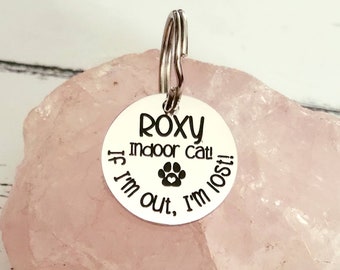 ROXY
Indoor Cat!
If I'm out, I'm lost!